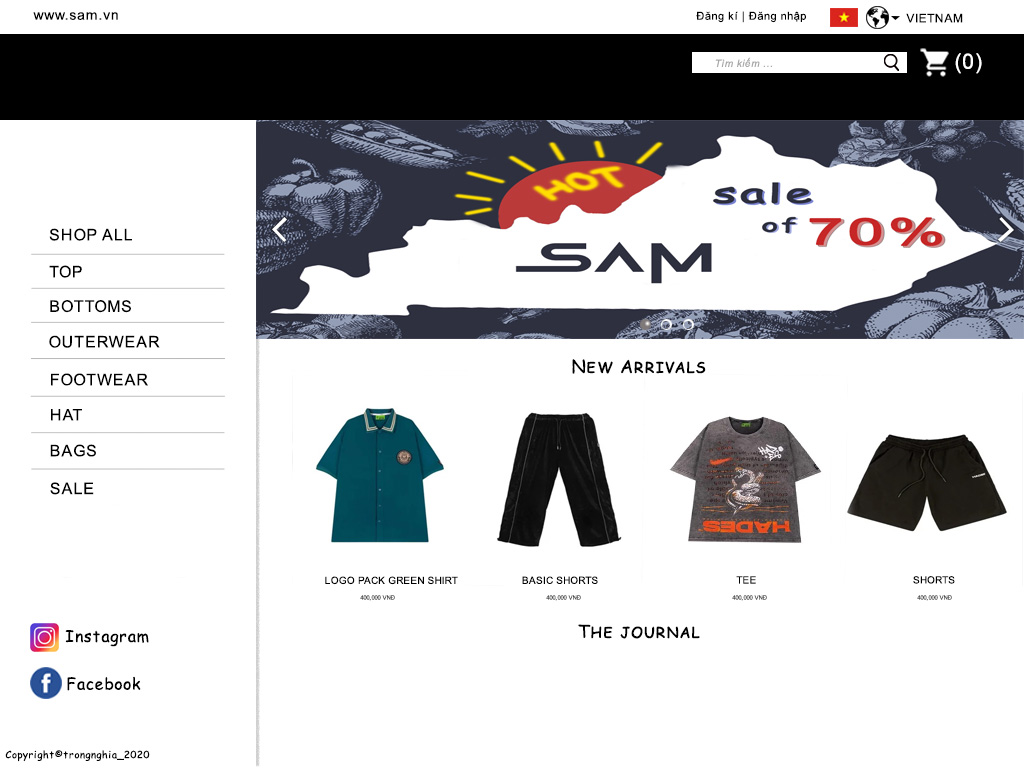 www.sam.vn
Đăng kí | Đăng nhập
VIETNAM
Tìm kiếm ...
(0)
SHOP ALL
TOP
BOTTOMS
OUTERWEAR
FOOTWEAR
HAT
BAGS
SALE
HOT
SAM
sale
of 70%
New Arrivals
HADES
LOGO PACK GREEN SHIRT
400,000 VNĐ
BASIC SHORTS
400,000 VNĐ
TEE
400,000 VNĐ
SHORTS
400,000 VNĐ
The journal
Instagram
Facebook
Copyright©trongnghia_2020